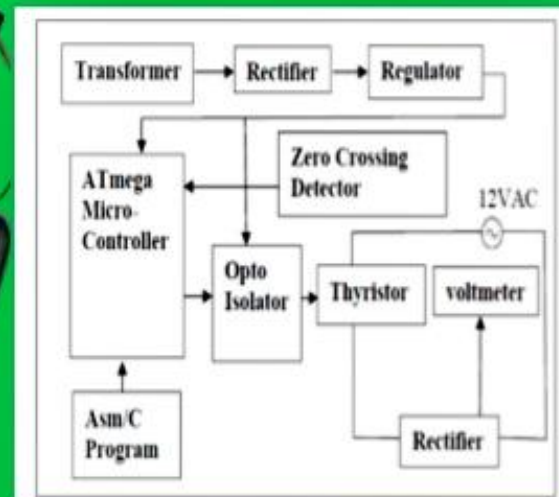 Transformer
Rectifier
Regulator
ATmega
Micro-
Controller
Zero Crossing
Detector
12VAC
Opto
Isolator
Thyristor
voltmeter
Asm/C
Program
Rectifier